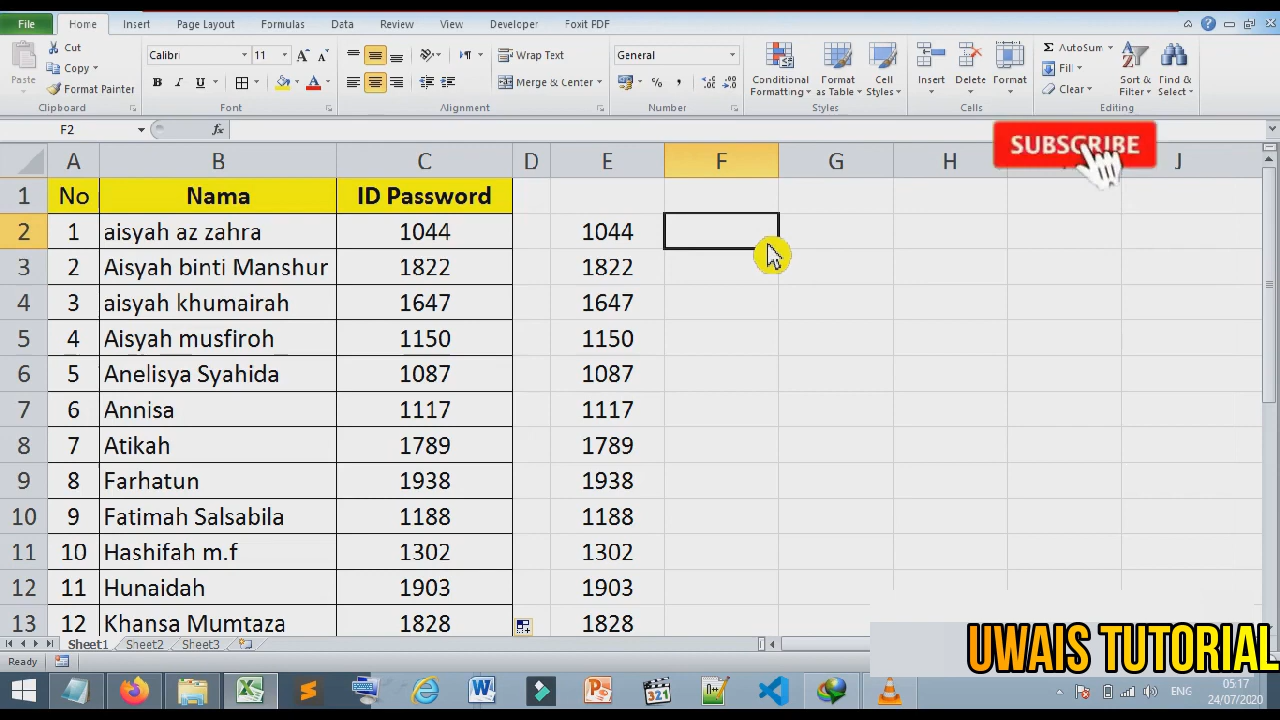 File Home Insert Page Layout Formulas Data Review View Developer Foxit PDF
Paste
Cut
Copy
Format Painter
Clipboard
Calibri 11
Font
Wrap Text
Merge & Center
Alignment
General
Number
Conditional Formatting
Format as Table
Cell Styles
Styles
Insert Delete Format
Cells
AutoSum
Fill
Clear
Sort & Filter
Find & Select
Editing
F2 fx
SUBSCRIBE
A B C D E F G H J
1 No Nama ID Password
2 1 aisyah az zahra 1044 1044
3 2 Aisyah binti Manshur 1822 1822
4 3 aisyah khumairah 1647 1647
5 4 Aisyah musfiroh 1150 1150
6 5 Anelisya Syahida 1087 1087
7 6 Annisa 1117 1117
8 7 Atikah 1789 1789
9 8 Farhatun 1938 1938
10 9 Fatimah Salsabila 1188 1188
11 10 Hashifah m.f 1302 1302
12 11 Hunaidah 1903 1903
13 12 Khansa Mumtaza 1828 1828
Sheet1 Sheet2 Sheet3
UWAIS TUTORIAL
Ready
ENG
05:17
24/07/2020